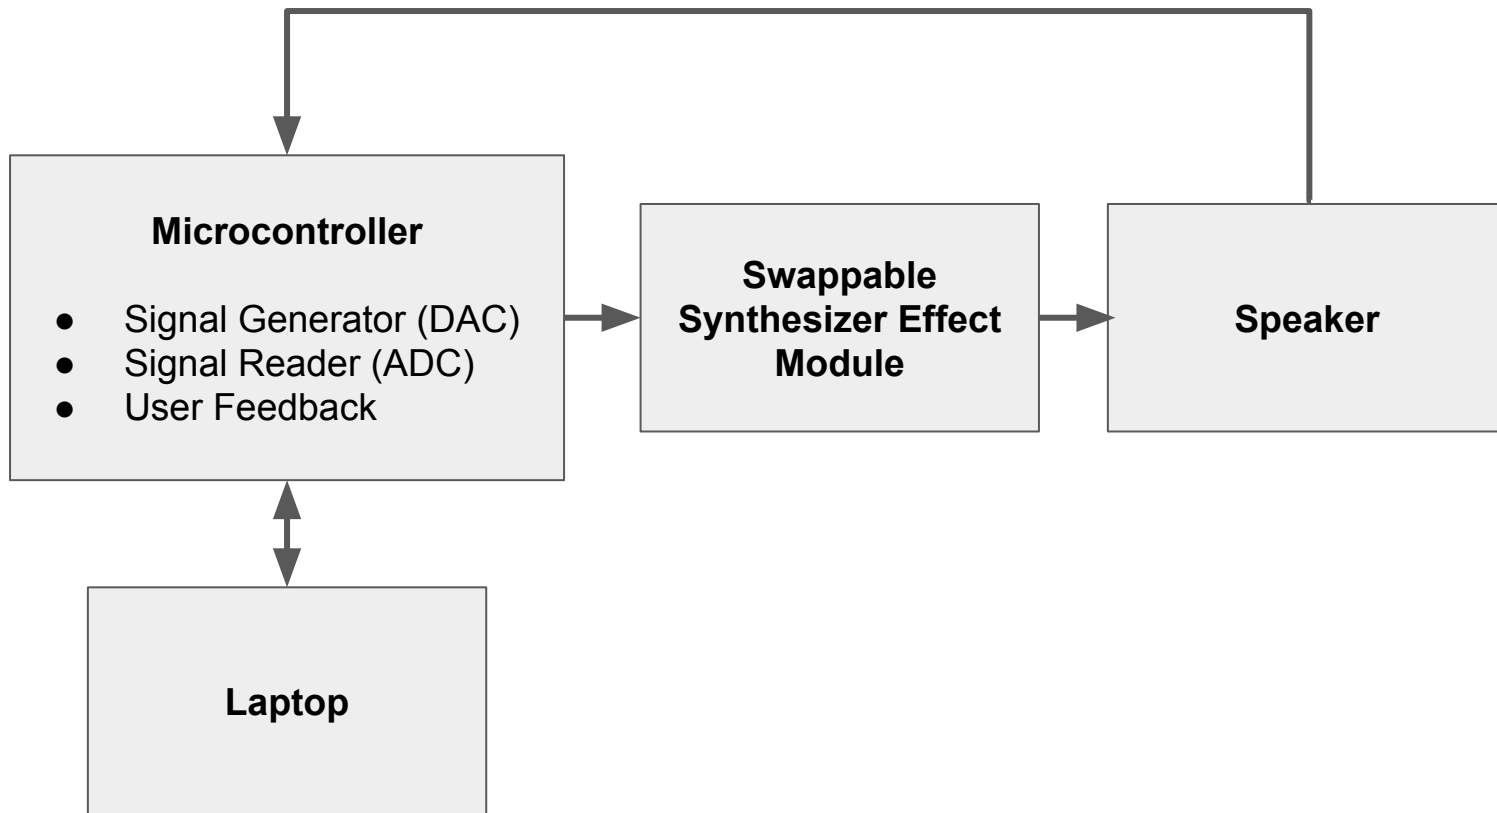 Microcontroller
● Signal Generator (DAC)
● Signal Reader (ADC)
● User Feedback
Swappable
Synthesizer Effect
Module
Speaker
Laptop